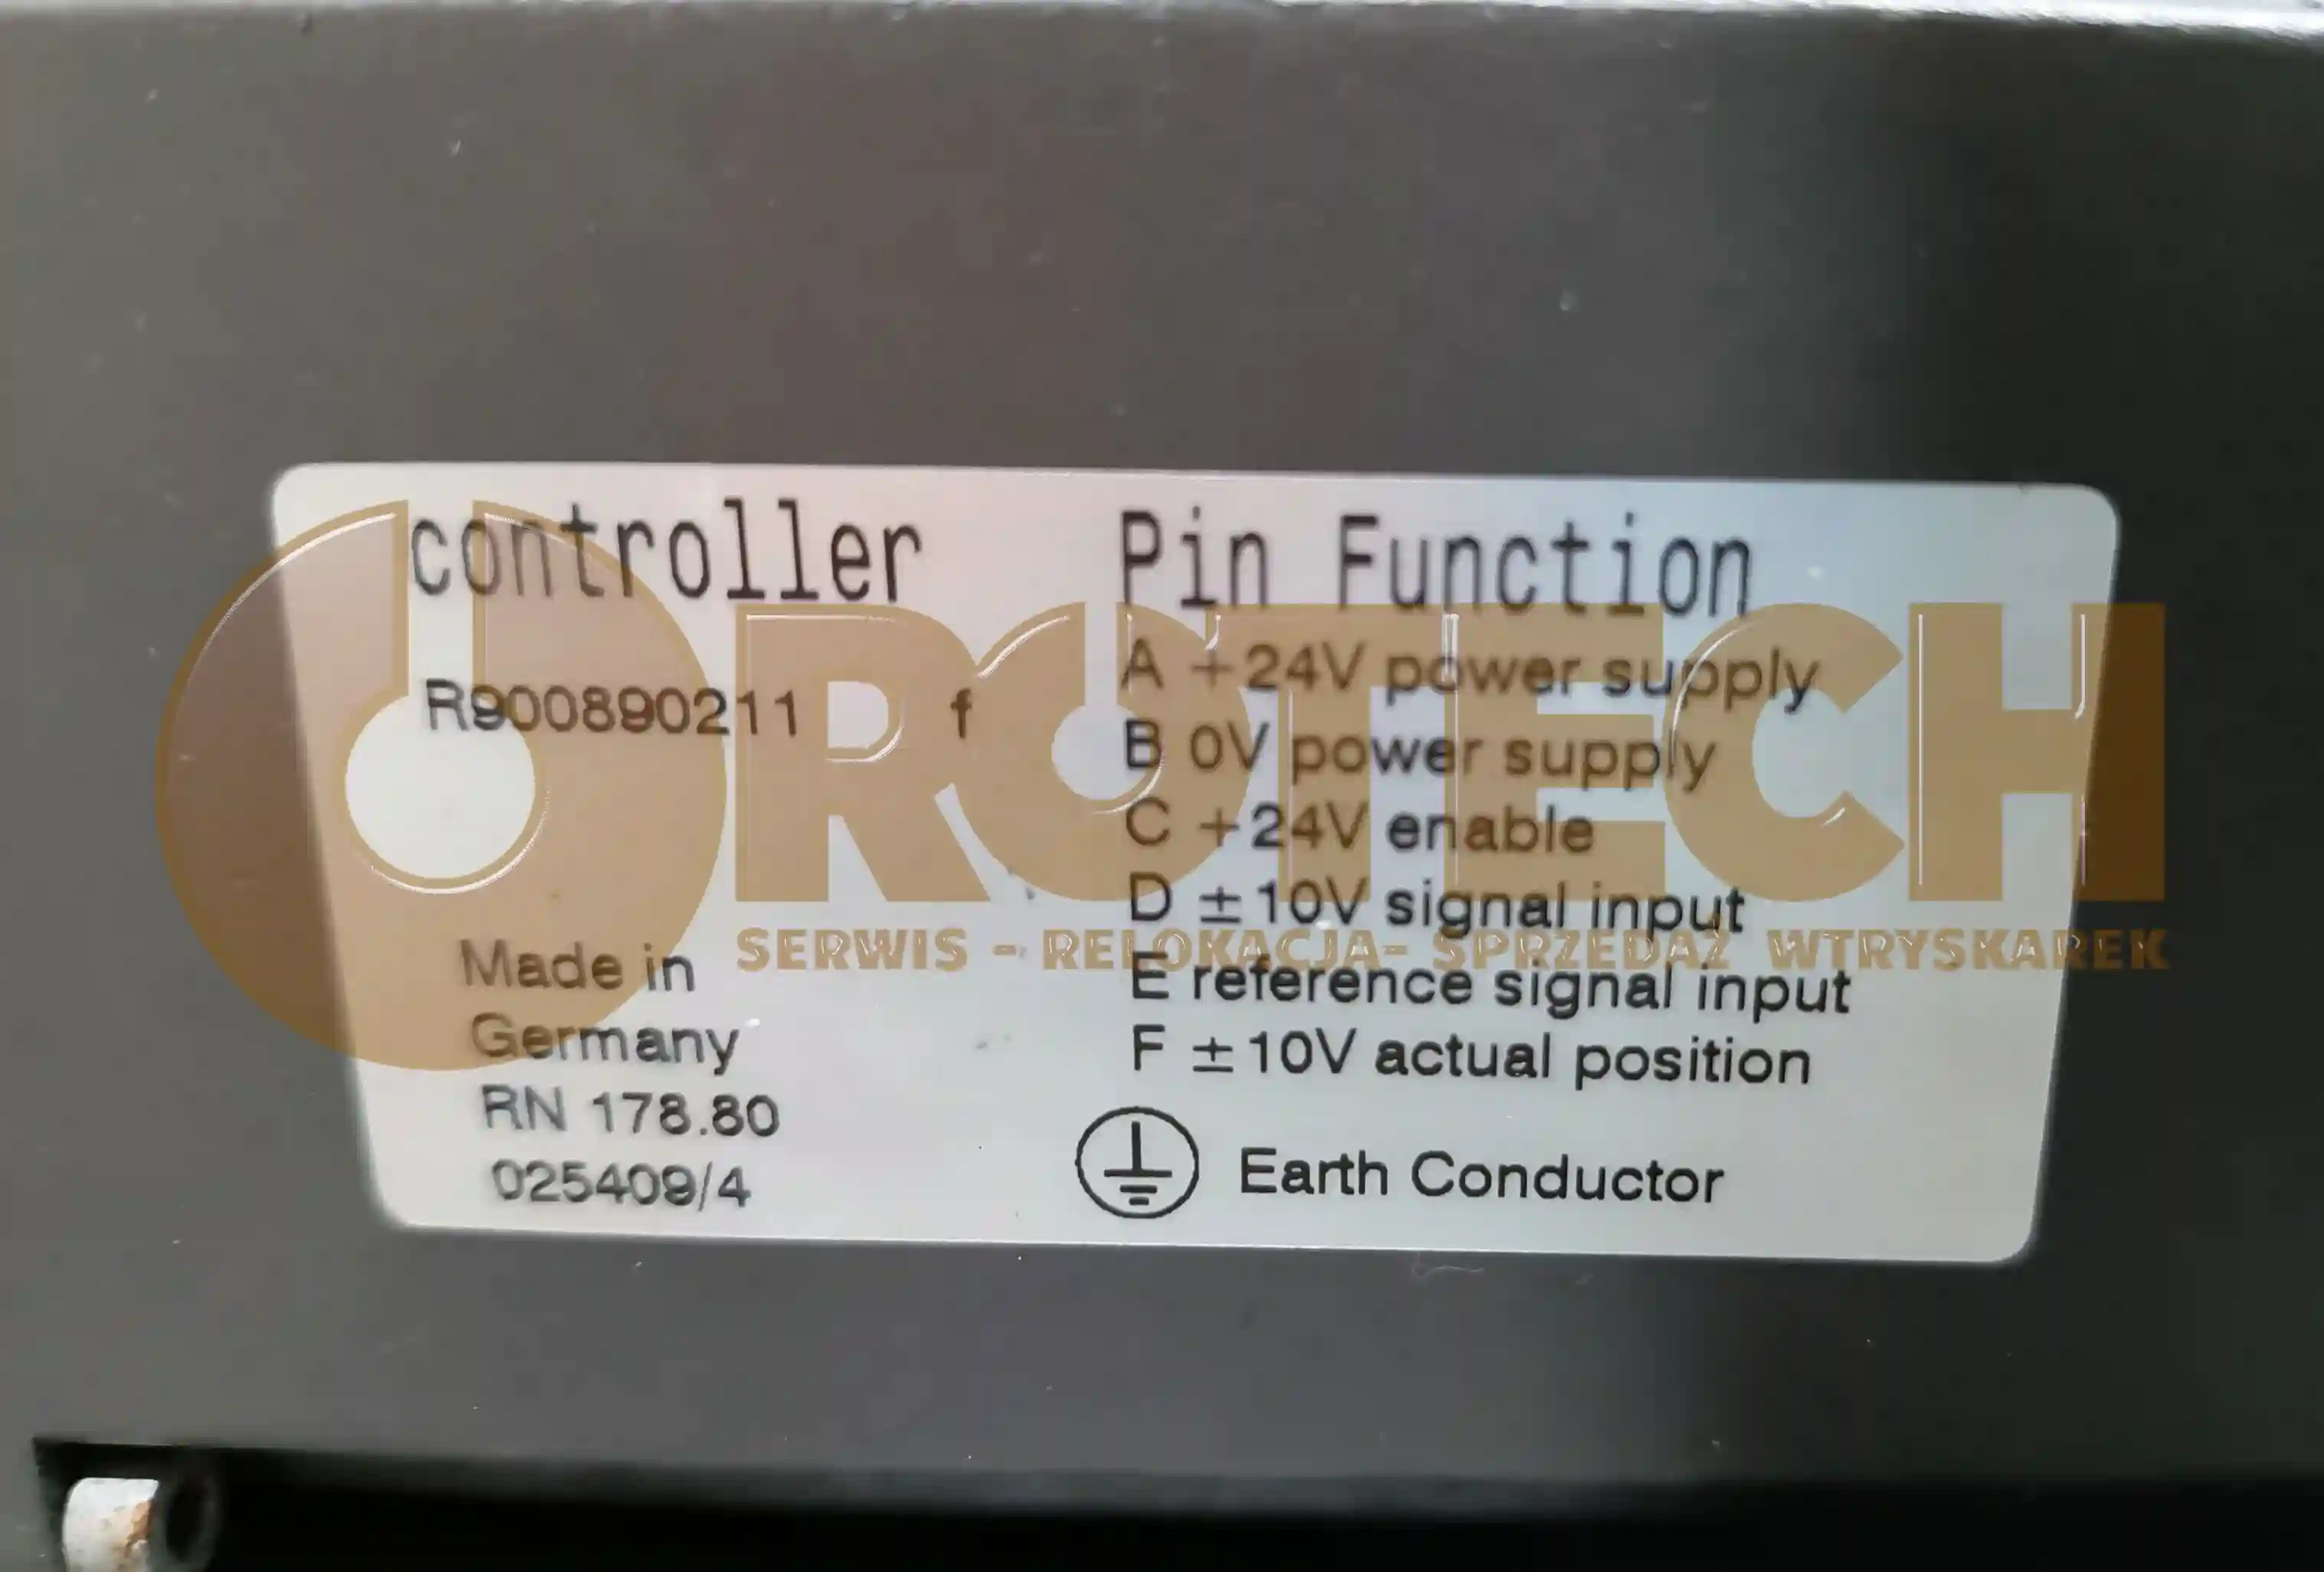 controller
R900890211 f
Made in
Germany
RN 178.80
025409/4
Pin Function
A +24V power supply
B 0V power supply
C +24V enable
D ±10V signal input
E reference signal input
F ±10V actual position
Earth Conductor
ROTECH
SERWIS - RELOKACJA- SPRZEDAŻ WTRYSKAREK